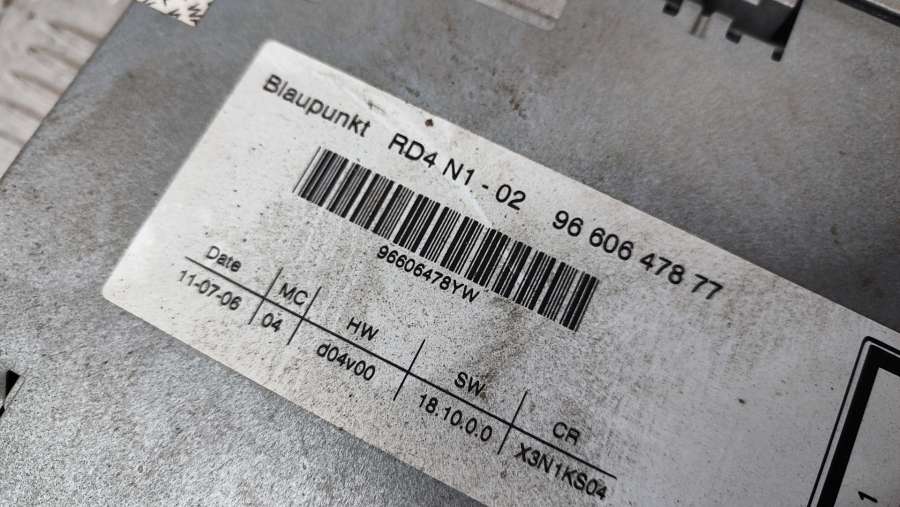 Blaupunkt RD4 N1 - 02 96 606 478 77
96606478YW
Date MC HW SW CR
11-07-06 04 d04v00 18.10.0.0 X3N1KS04
1